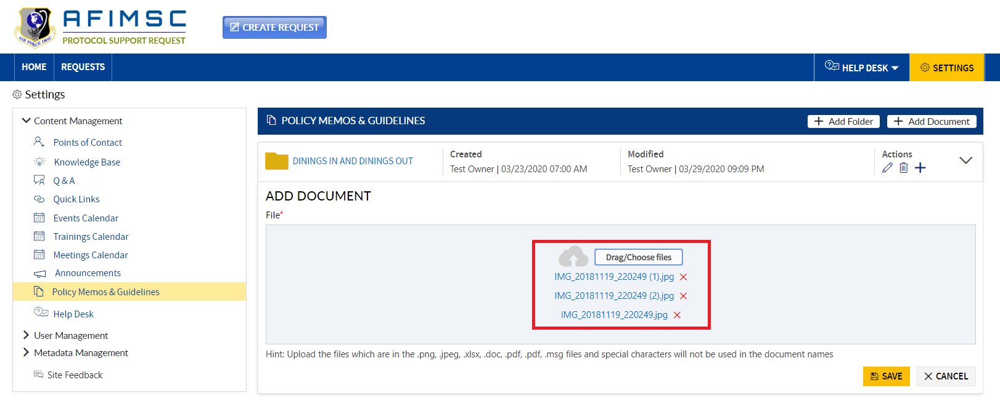 AFIMSC
PROTOCOL SUPPORT REQUEST
AIR FORCE IMSC
CREATE REQUEST
HOME
REQUESTS
HELP DESK
SETTINGS
Settings
Content Management
Points of Contact
Knowledge Base
Q & A
Quick Links
Events Calendar
Trainings Calendar
Meetings Calendar
Announcements
Policy Memos & Guidelines
Help Desk
User Management
Metadata Management
Site Feedback
POLICY MEMOS & GUIDELINES
Add Folder
Add Document
DININGS IN AND DININGS OUT
Created
Test Owner | 03/23/2020 07:00 AM
Modified
Test Owner | 03/29/2020 09:09 PM
Actions
ADD DOCUMENT
File*
Drag/Choose files
IMG_20181119_220249 (1).jpg
IMG_20181119_220249 (2).jpg
IMG_20181119_220249.jpg
Hint: Upload the files which are in the .png, .jpeg, .xlsx, .doc, .pdf, .pdf, .msg files and special characters will not be used in the document names
SAVE
CANCEL